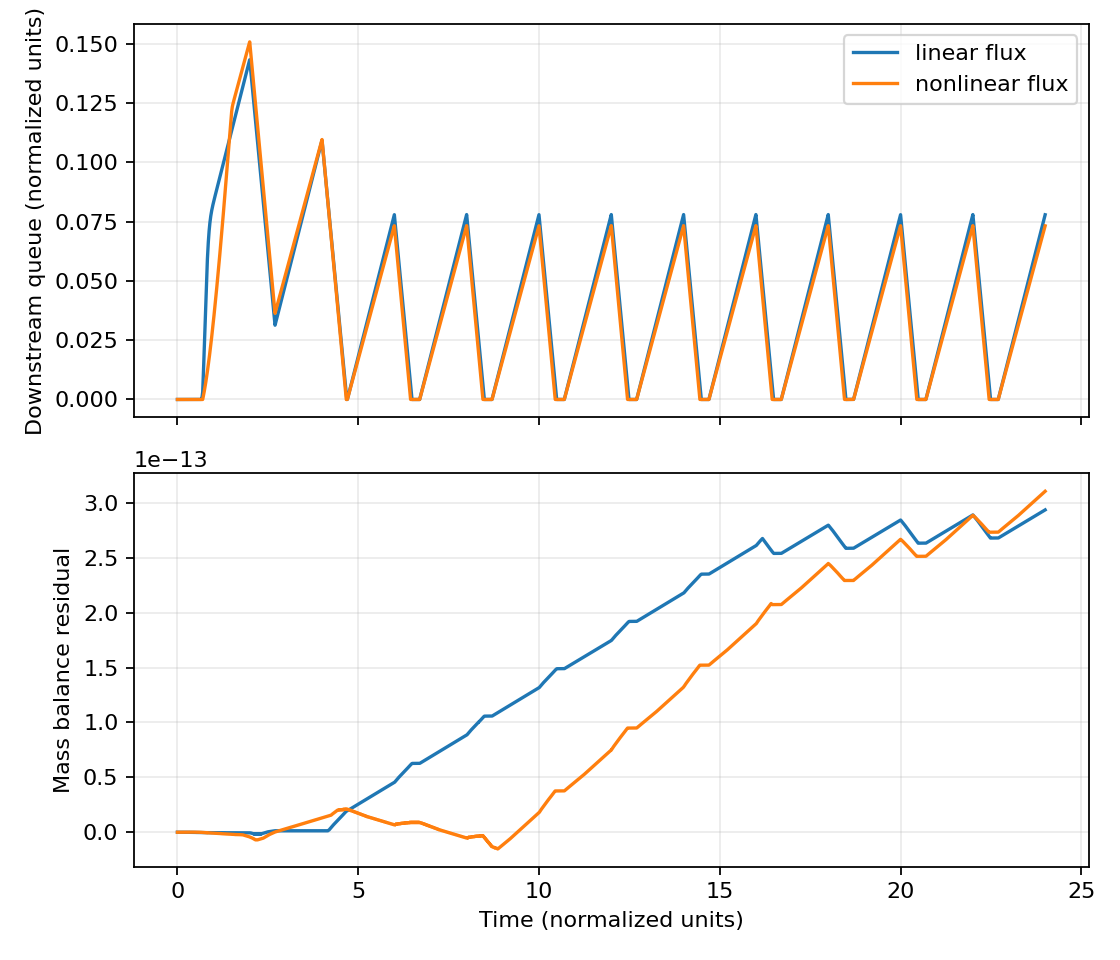 Downstream queue (normalized units)
0.150
0.125
0.100
0.075
0.050
0.025
0.000
linear flux
nonlinear flux
1e−13
Mass balance residual
3.0
2.5
2.0
1.5
1.0
0.5
0.0
0 5 10 15 20 25
Time (normalized units)